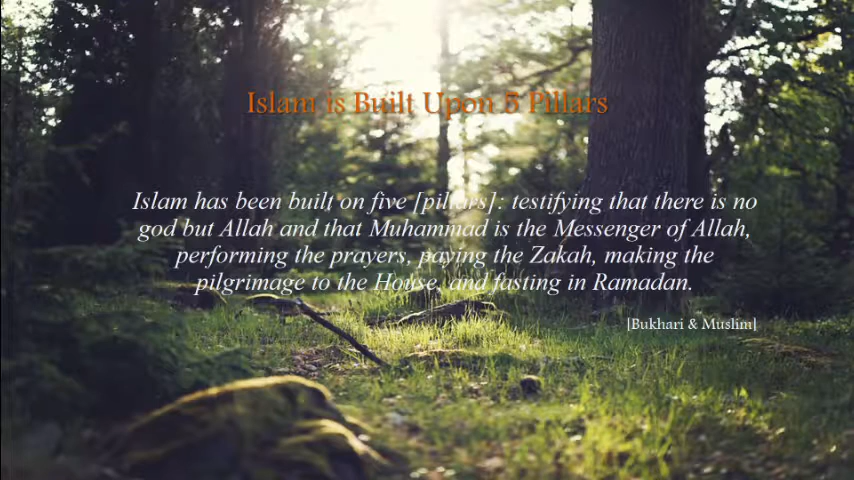 Islam is Built Upon 5 Pillars
Islam has been built on five [pillars]: testifying that there is no
god but Allah and that Muhammad is the Messenger of Allah,
performing the prayers, paying the Zakah, making the
pilgrimage to the House, and fasting in Ramadan.
[Bukhari & Muslim]